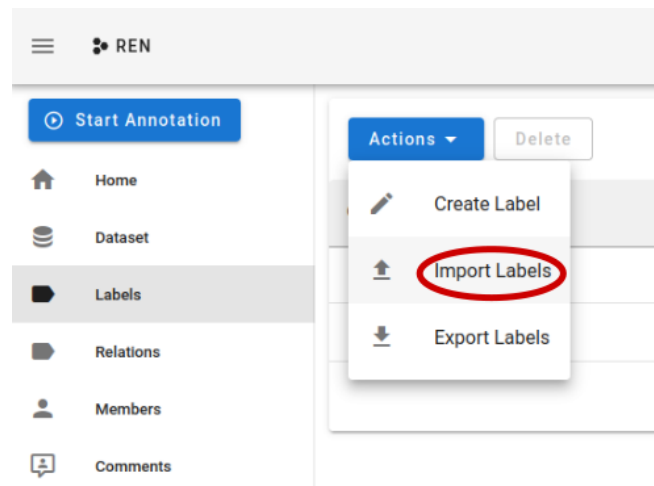 REN
Start Annotation
Home
Dataset
Labels
Relations
Members
Comments
Actions
Delete
Create Label
Import Labels
Export Labels